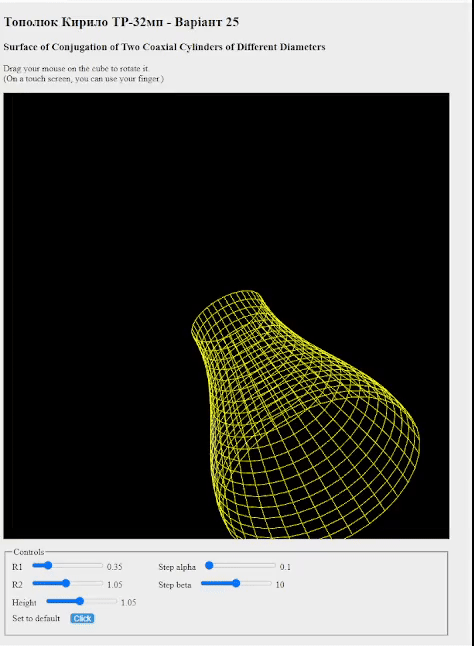 Тополюк Кирило ТР-32мп - Варіант 25
Surface of Conjugation of Two Coaxial Cylinders of Different Diameters
Drag your mouse on the cube to rotate it.
(On a touch screen, you can use your finger.)
Controls
R1 0.35 Step alpha 0.1
R2 1.05 Step beta 10
Height 1.05
Set to default Click